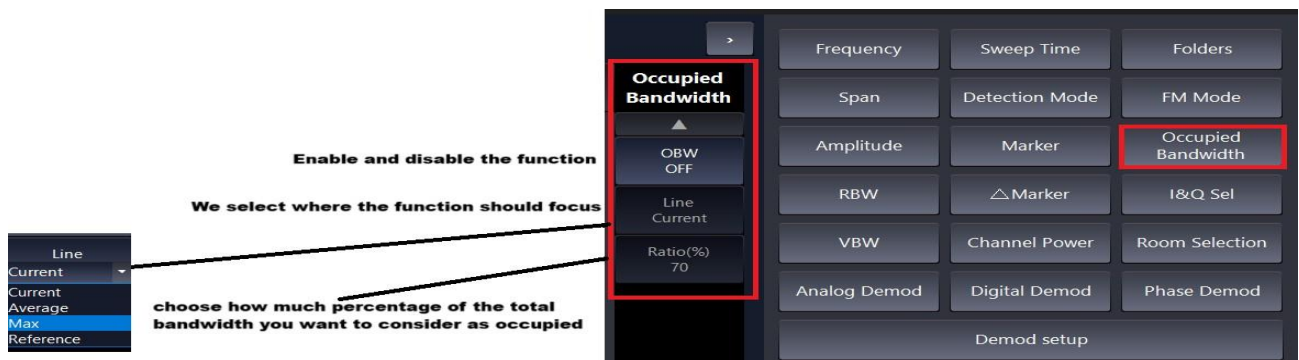 >
Occupied
Bandwidth
OBW
OFF
Line
Current
Ratio(%)
70
Enable and disable the function
We select where the function should focus
choose how much percentage of the total
bandwidth you want to consider as occupied
Line
Current
Current
Average
Max
Reference
Frequency
Sweep Time
Folders
Span
Detection Mode
FM Mode
Amplitude
Marker
Occupied
Bandwidth
RBW
△Marker
I&Q Sel
VBW
Channel Power
Room Selection
Analog Demod
Digital Demod
Phase Demod
Demod setup